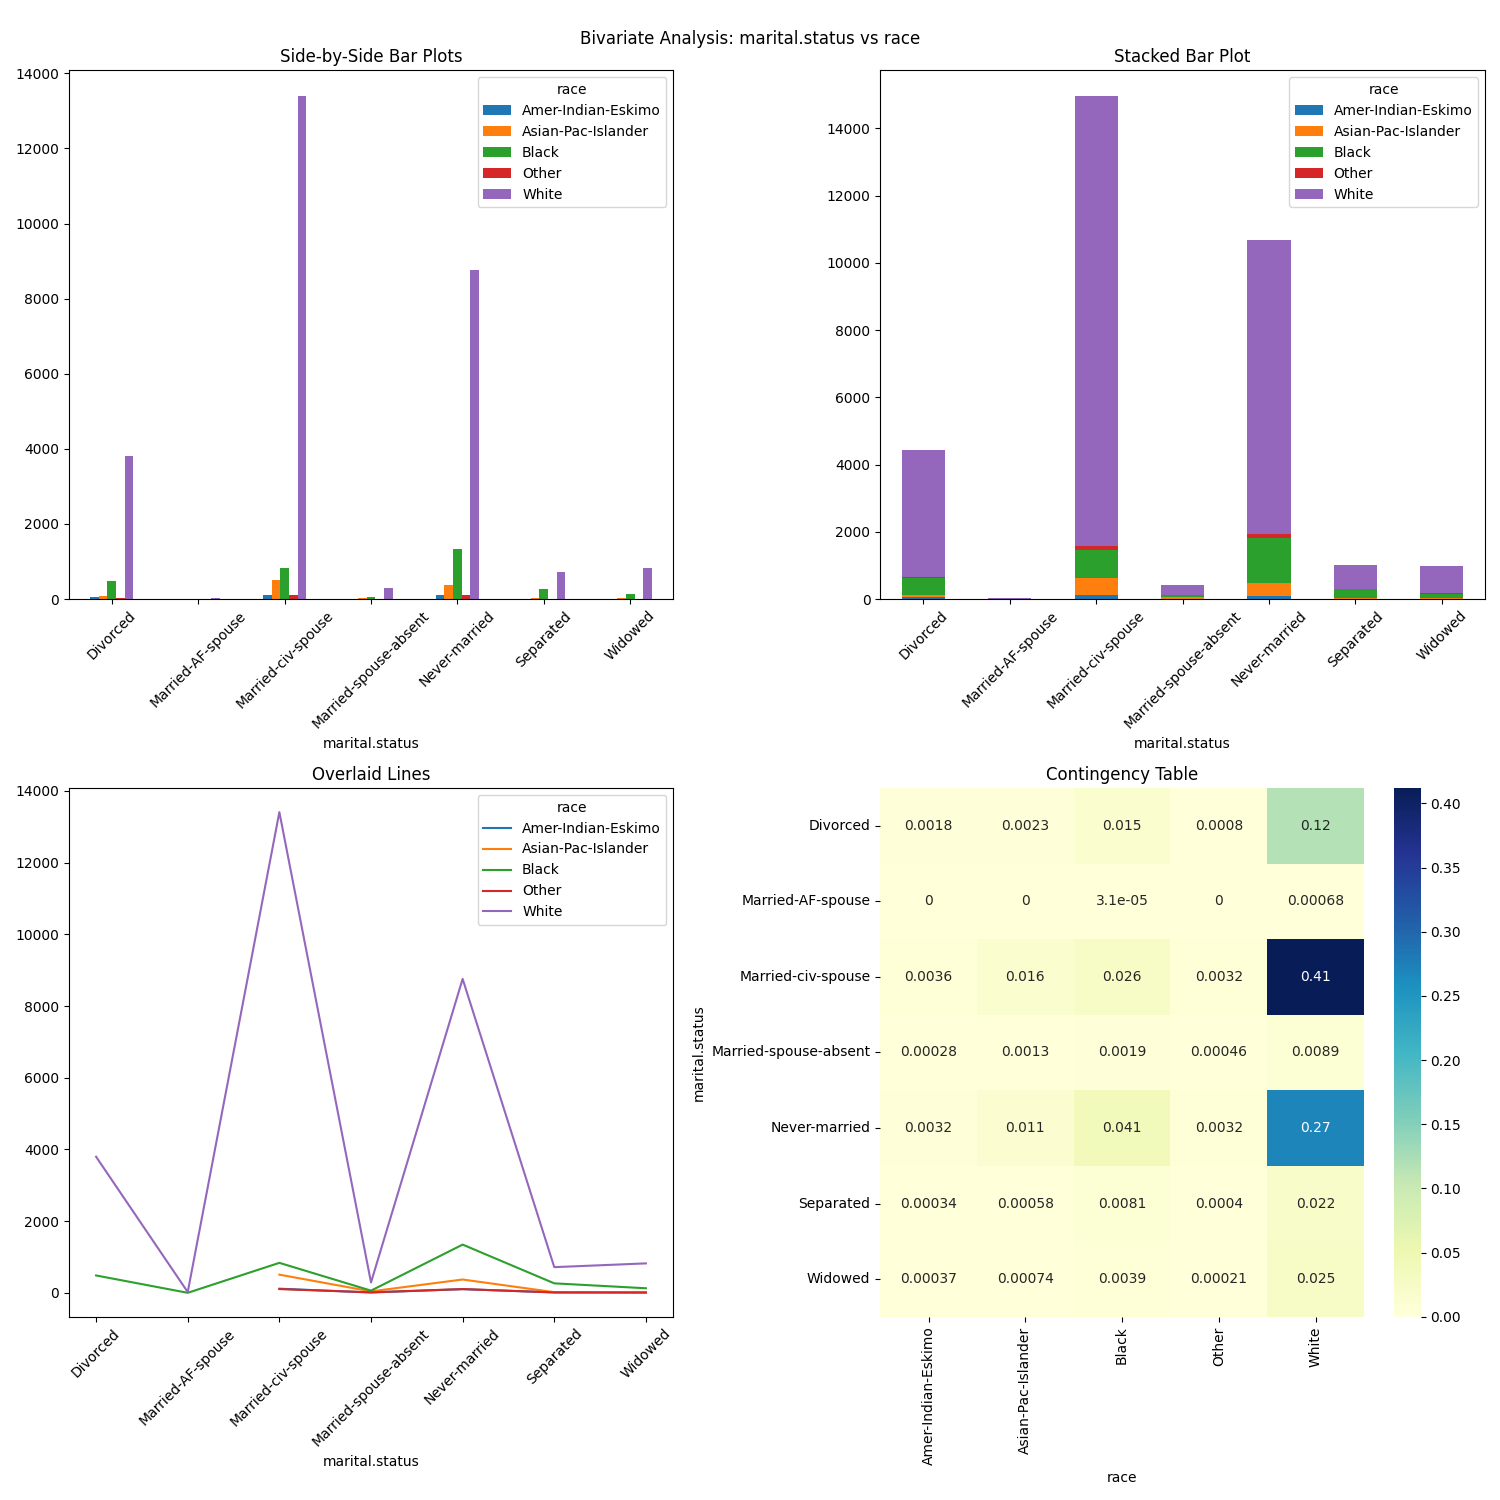 Bivariate Analysis: marital.status vs race
Side-by-Side Bar Plots
14000
12000
10000
8000
6000
4000
2000
0
race
Amer-Indian-Eskimo
Asian-Pac-Islander
Black
Other
White
Divorced
Married-AF-spouse
Married-civ-spouse
Married-spouse-absent
Never-married
Separated
Widowed
marital.status
Stacked Bar Plot
14000
12000
10000
8000
6000
4000
2000
0
race
Amer-Indian-Eskimo
Asian-Pac-Islander
Black
Other
White
Divorced
Married-AF-spouse
Married-civ-spouse
Married-spouse-absent
Never-married
Separated
Widowed
marital.status
Overlaid Lines
14000
12000
10000
8000
6000
4000
2000
0
race
Amer-Indian-Eskimo
Asian-Pac-Islander
Black
Other
White
Divorced
Married-AF-spouse
Married-civ-spouse
Married-spouse-absent
Never-married
Separated
Widowed
marital.status
Contingency Table
marital.status
Divorced 0.0018 0.0023 0.015 0.0008 0.12
Married-AF-spouse 0 0 3.1e-05 0 0.00068
Married-civ-spouse 0.0036 0.016 0.026 0.0032 0.41
Married-spouse-absent 0.00028 0.0013 0.0019 0.00046 0.0089
Never-married 0.0032 0.011 0.041 0.0032 0.27
Separated 0.00034 0.00058 0.0081 0.0004 0.022
Widowed 0.00037 0.00074 0.0039 0.00021 0.025
Amer-Indian-Eskimo
Asian-Pac-Islander
Black
Other
White
race
0.40
0.35
0.30
0.25
0.20
0.15
0.10
0.05
0.00